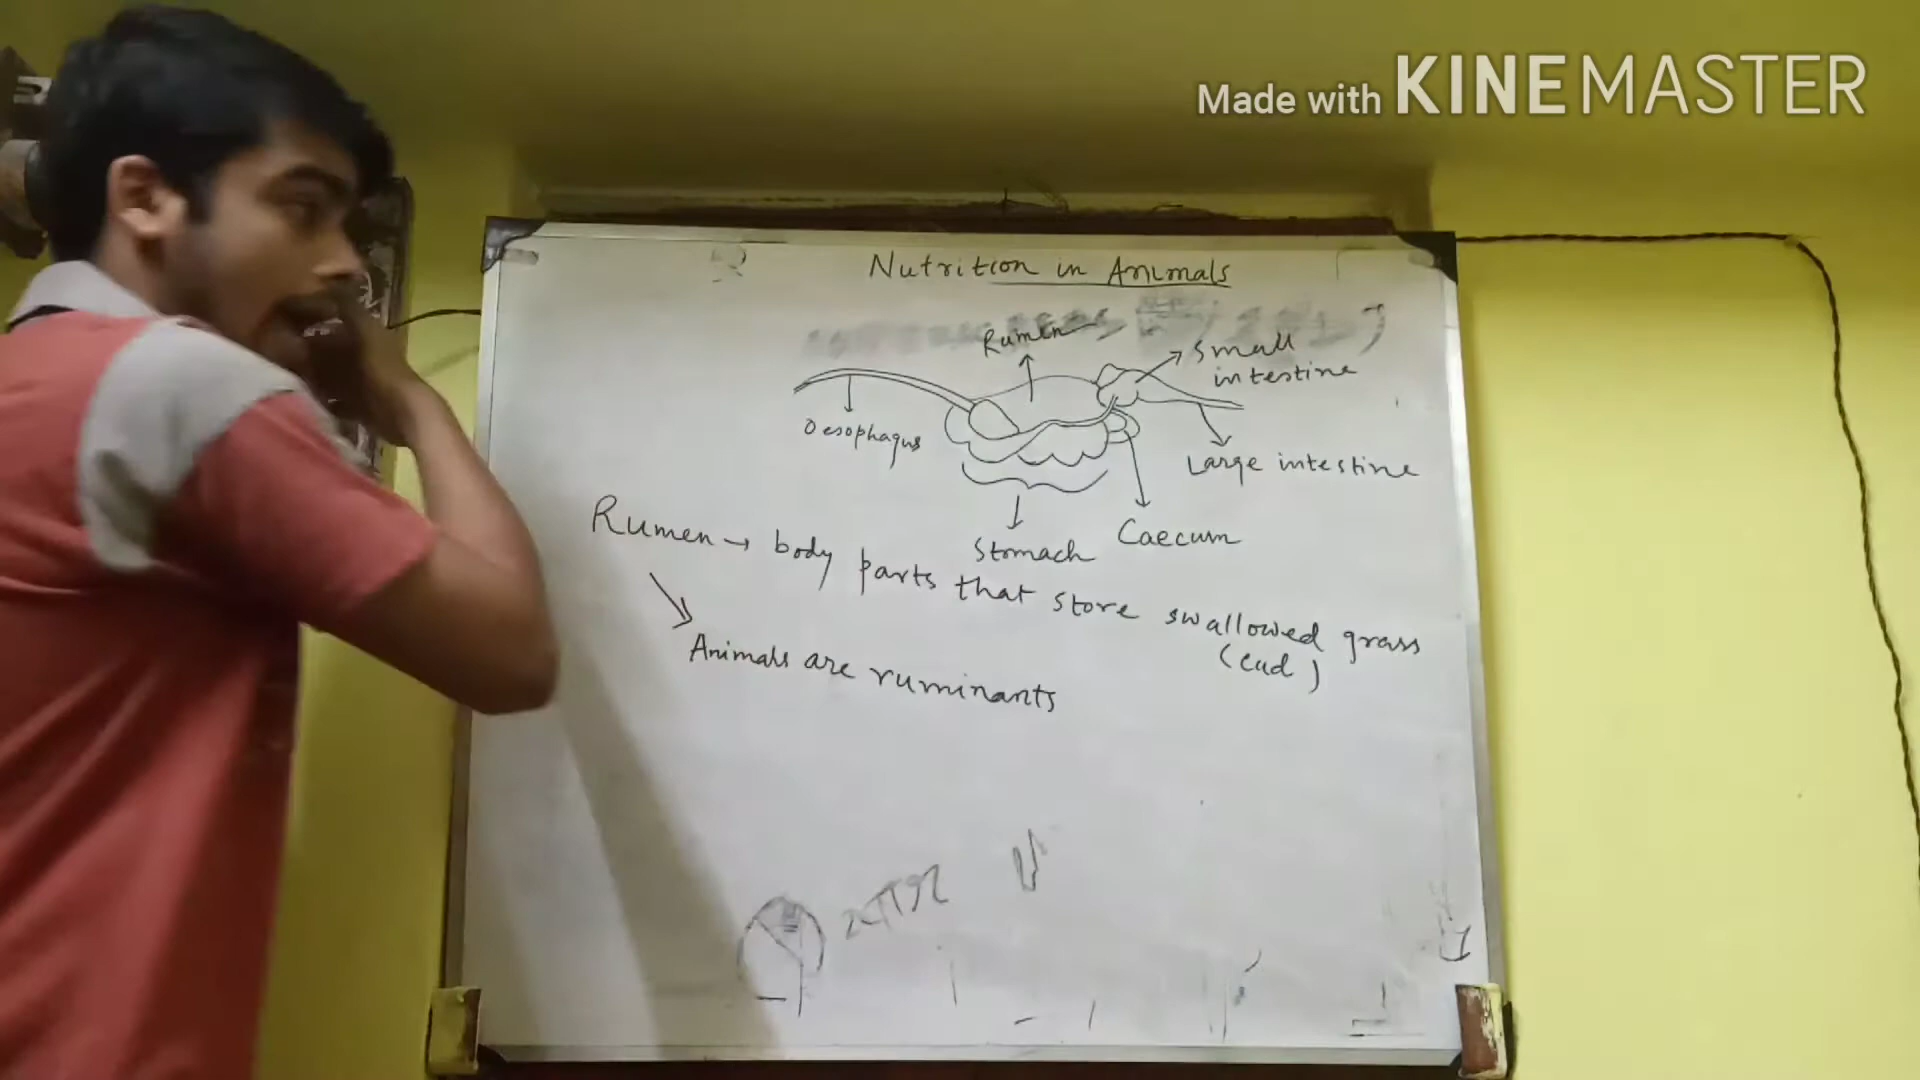 Made with KINEMASTER
Nutrition in Animals
Rumen
Small
intestine
Oesophagus
Large intestine
Stomach
Caecum
Rumen → body parts that store swallowed grass
(cud)
Animals are ruminants